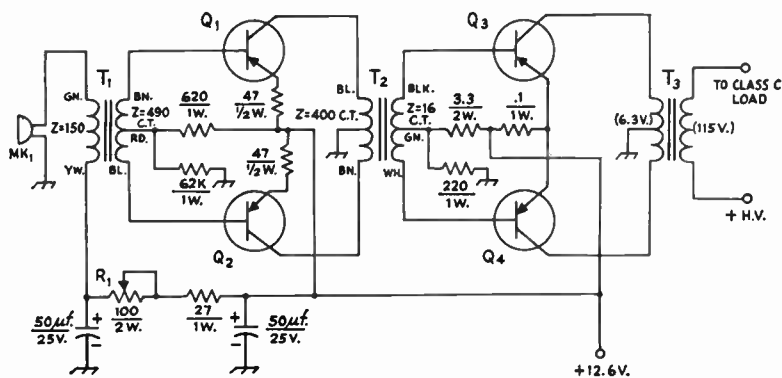 Q1
Q3
T1
GN.
Z=150
YW.
MK1
BN.
Z=490
C.T.
RD.
BL.
620
1W.
47
1/2W.
47
1/2W.
62K
1W.
Q2
BL.
T2
Z=400 C.T.
BN.
BLK.
Z=16
C.T.
GN.
WH.
3.3
2W.
.1
1W.
220
1W.
Q4
T3
(6.3V.)
(115 V.)
TO CLASS C
LOAD
+ H.V.
R1
100
2W.
27
1W.
+
-
50µf.
25V.
+
-
50µf.
25V.
+12.6V.